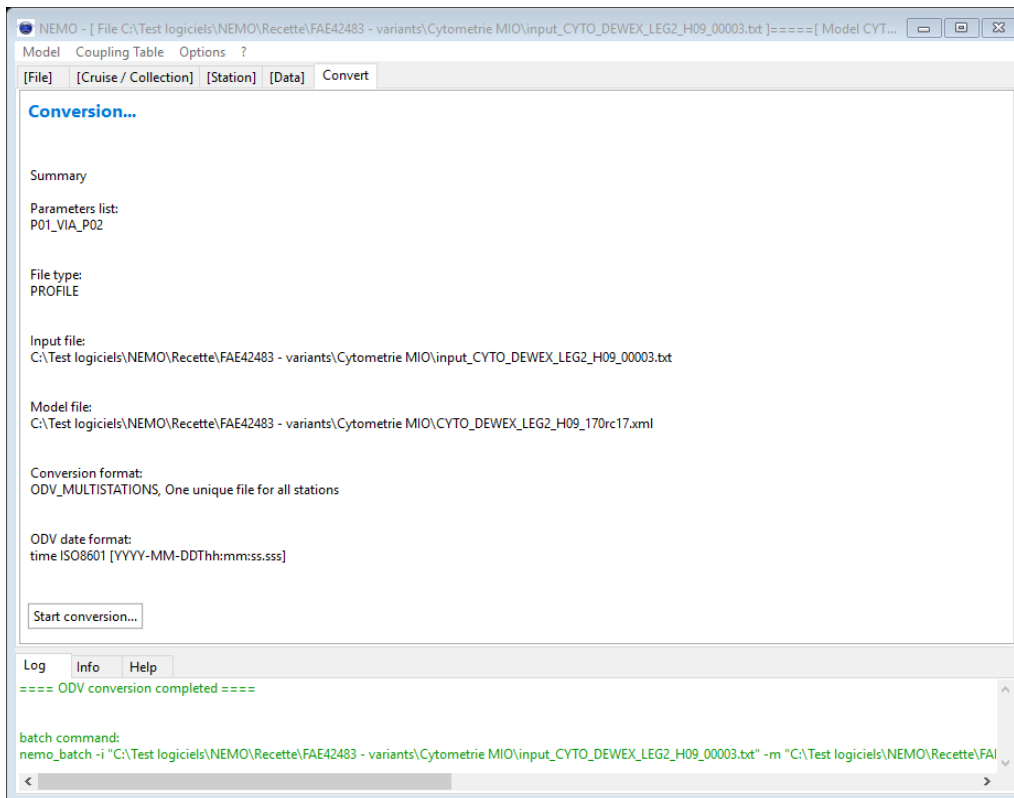 NEMO - [ File C:\Test logiciels\NEMO\Recette\FAE42483 - variants\Cytometrie MIO\input_CYTO_DEWEX_LEG2_H09_00003.txt ]=====[ Model CYT...
Model Coupling Table Options ?
[File] [Cruise / Collection] [Station] [Data] Convert
Conversion...
Summary
Parameters list:
P01_VIA_P02
File type:
PROFILE
Input file:
C:\Test logiciels\NEMO\Recette\FAE42483 - variants\Cytometrie MIO\input_CYTO_DEWEX_LEG2_H09_00003.txt
Model file:
C:\Test logiciels\NEMO\Recette\FAE42483 - variants\Cytometrie MIO\CYTO_DEWEX_LEG2_H09_170rc17.xml
Conversion format:
ODV_MULTISTATIONS, One unique file for all stations
ODV date format:
time ISO8601 [YYYY-MM-DDThh:mm:ss.sss]
Start conversion...
Log Info Help
==== ODV conversion completed ====
batch command:
nemo_batch -i "C:\Test logiciels\NEMO\Recette\FAE42483 - variants\Cytometrie MIO\input_CYTO_DEWEX_LEG2_H09_00003.txt" -m "C:\Test logiciels\NEMO\Recette\FAI